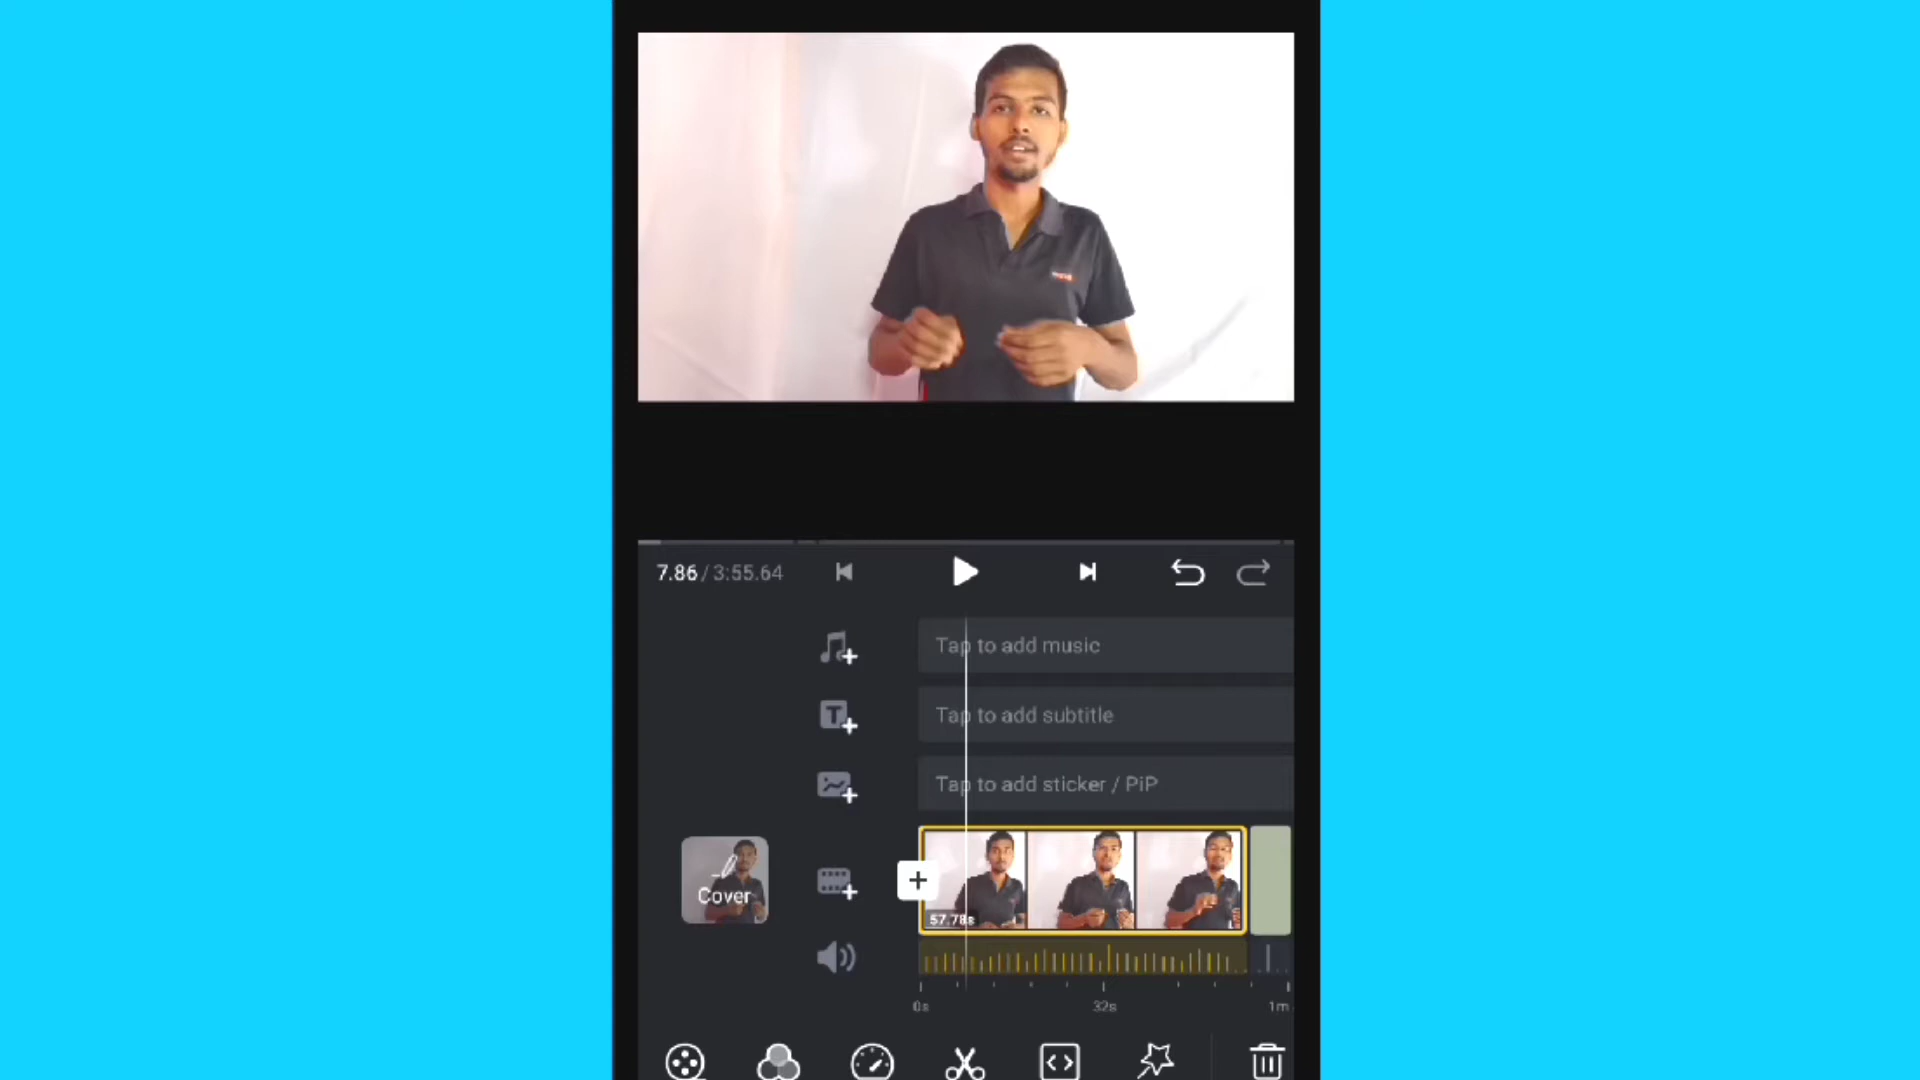 7.86 / 3:55.64
Tap to add music
Tap to add subtitle
Tap to add sticker / PiP
Cover
57.78s
0s 32s 1m